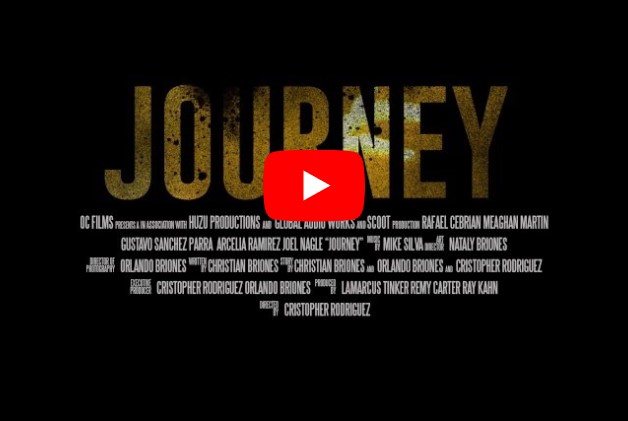 JOURNEY
OC FILMS PRESENTS A IN ASSOCIATION WITH HUZU PRODUCTIONS AND GLOBAL AUDIO WORKS AND SCOOT PRODUCTION RAFAEL CEBRIAN MEAGHAN MARTIN
GUSTAVO SANCHEZ PARRA ARCELIA RAMIREZ JOEL NAGLE "JOURNEY" MUSIC BY MIKE SILVA ART DIRECTOR NATALY BRIONES
DIRECTOR OF PHOTOGRAPHY ORLANDO BRIONES WRITTEN BY CHRISTIAN BRIONES STORY BY CHRISTIAN BRIONES AND ORLANDO BRIONES AND CRISTOPHER RODRIGUEZ
EXECUTIVE PRODUCER CRISTOPHER RODRIGUEZ ORLANDO BRIONES PRODUCED BY LAMARCUS TINKER REMY CARTER RAY KAHN
DIRECTED BY CRISTOPHER RODRIGUEZ